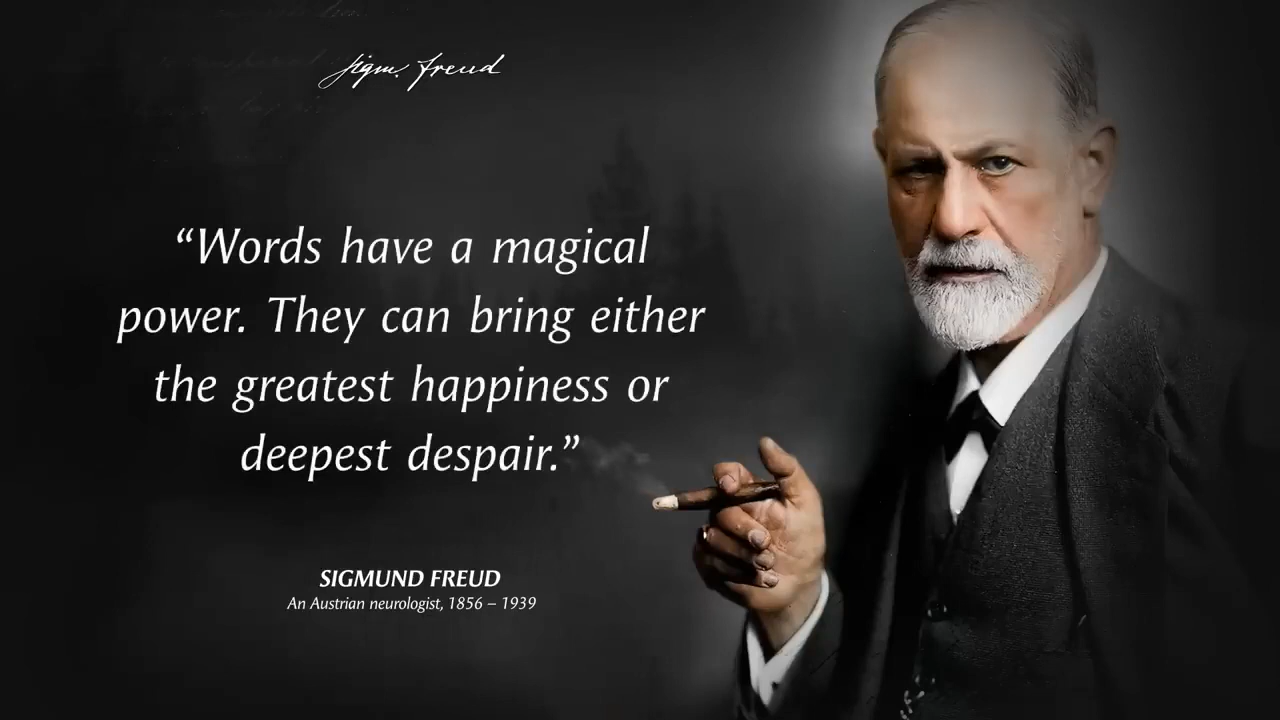 Sigm. Freud
“Words have a magical
power. They can bring either
the greatest happiness or
deepest despair.”
SIGMUND FREUD
An Austrian neurologist, 1856 – 1939